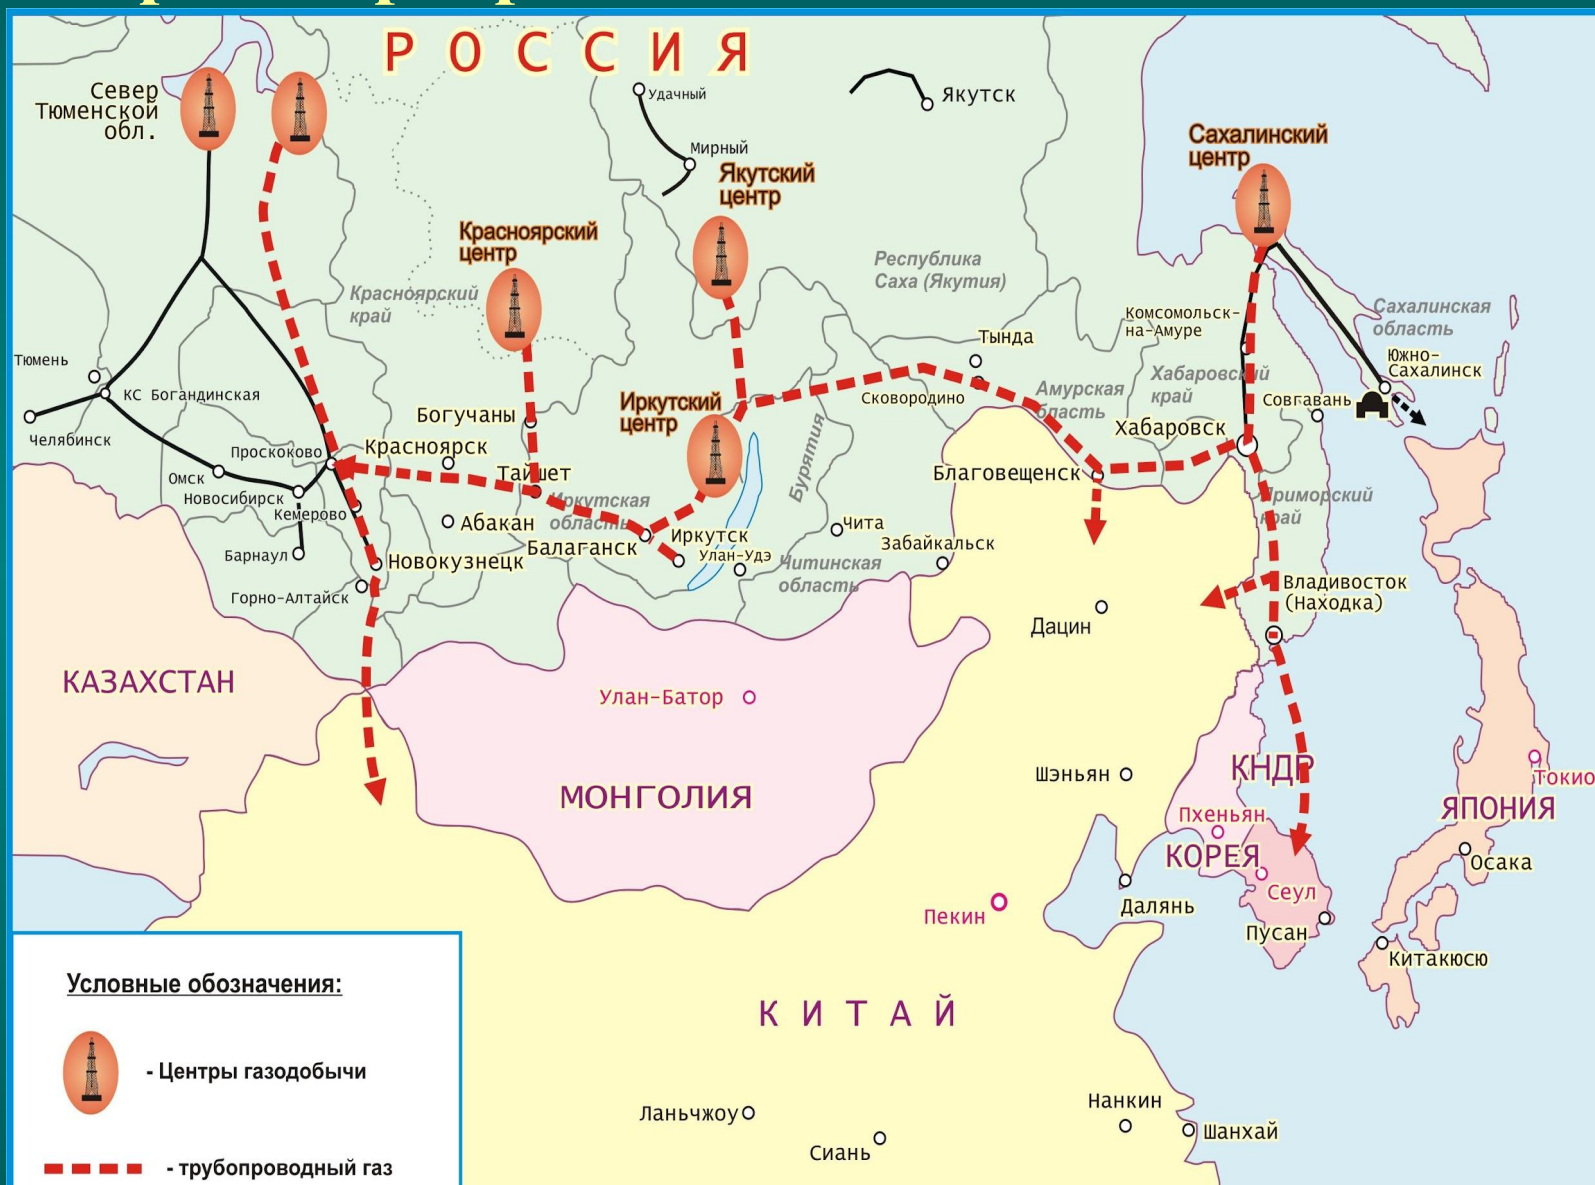 РОССИЯ
Север
Тюменской
обл.
Удачный
Якутск
Мирный
Якутский
центр
Сахалинский
центр
Красноярский
центр
Красноярский
край
Республика
Саха (Якутия)
Комсомольск-
на-Амуре
Сахалинская
область
Тюмень
КС Богандинская
Тында
Южно-
Сахалинск
Хабаровский
край
Амурская
область
Сковородино
Совгавань
Иркутский
центр
Богучаны
Челябинск
Проскоково
Красноярск
Хабаровск
Бурятия
Омск
Новосибирск
Кемерово
Тайшет
Иркутская
область
Благовещенск
Приморский
край
Абакан
Балаганск
Иркутск
Улан-Удэ
Чита
Забайкальск
Читинская
область
Барнаул
Новокузнецк
Горно-Алтайск
Владивосток
(Находка)
Дацин
КАЗАХСТАН
Улан-Батор
МОНГОЛИЯ
Шэньян
КНДР
Токио
ЯПОНИЯ
Пхеньян
КОРЕЯ
Сеул
Осака
Далянь
Пекин
Пусан
Китакюсю
КИТАЙ
Ланьчжоу
Сиань
Нанкин
Шанхай
Условные обозначения:
- Центры газодобычи
- трубопроводный газ